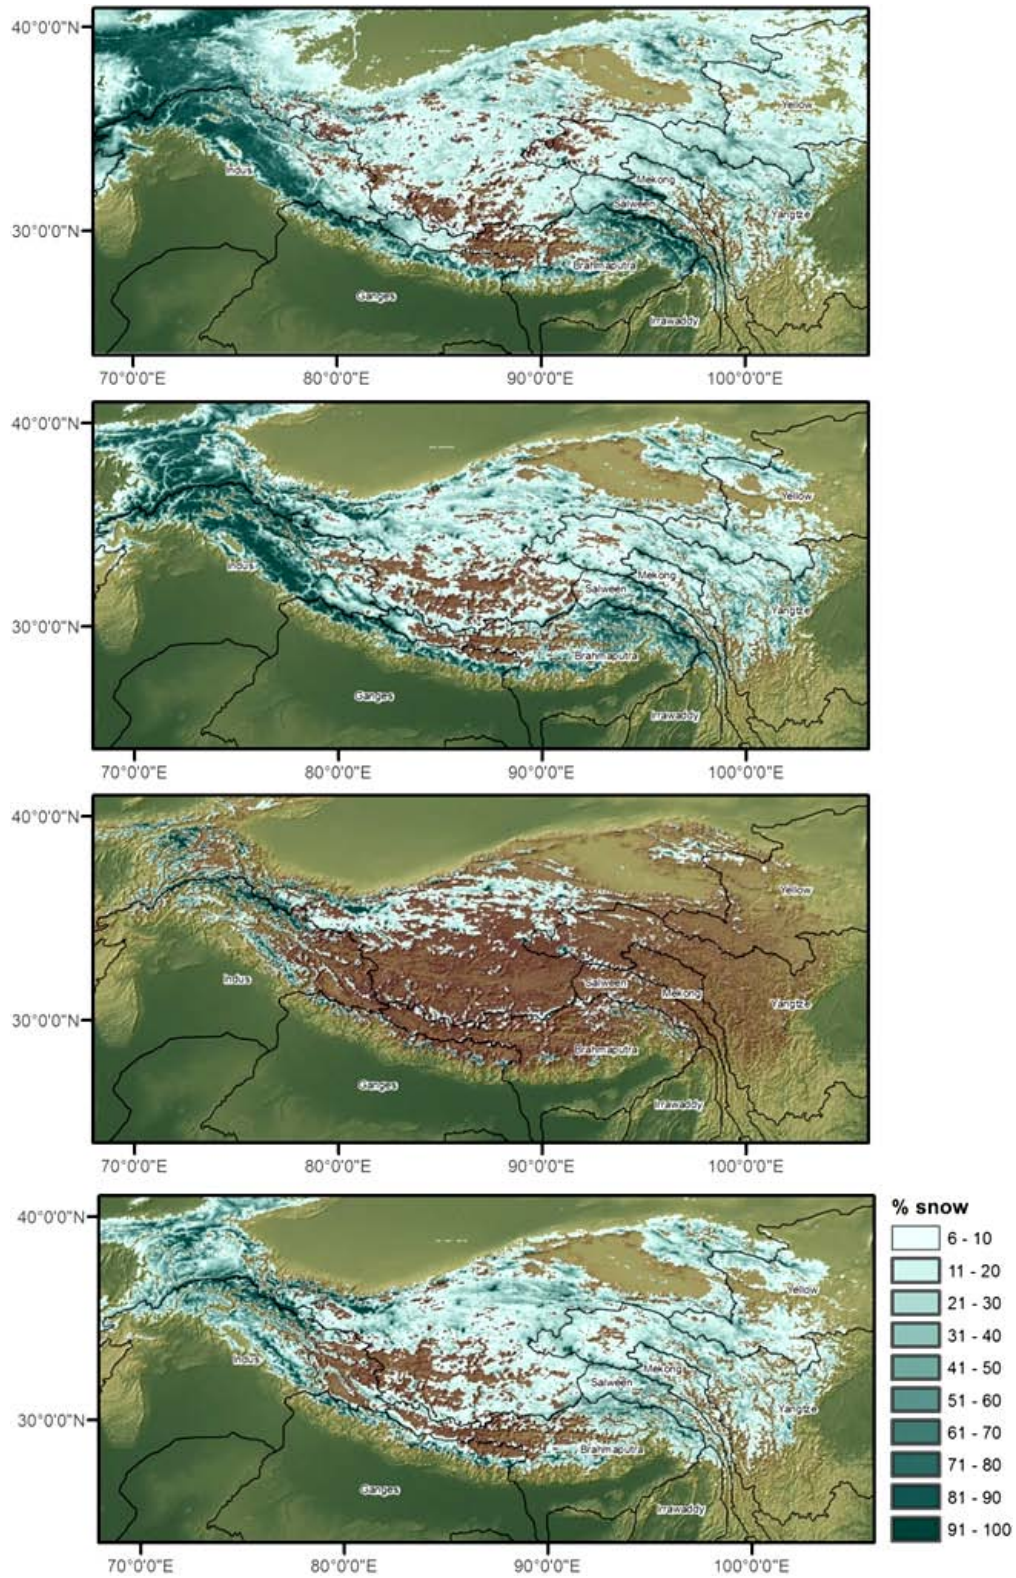 40°0'0"N
Yellow
Indus
Mekong
Salween
Yangtze
30°0'0"N
Brahmaputra
Ganges
Irrawaddy
70°0'0"E 80°0'0"E 90°0'0"E 100°0'0"E
40°0'0"N
Yellow
Indus
Mekong
Salween
Yangtze
30°0'0"N
Brahmaputra
Ganges
Irrawaddy
70°0'0"E 80°0'0"E 90°0'0"E 100°0'0"E
40°0'0"N
Yellow
Indus
Salween
Mekong
Yangtze
30°0'0"N
Brahmaputra
Ganges
Irrawaddy
70°0'0"E 80°0'0"E 90°0'0"E 100°0'0"E
40°0'0"N
Yellow
Indus
Mekong
Salween
Yangtze
30°0'0"N
Brahmaputra
Ganges
Irrawaddy
70°0'0"E 80°0'0"E 90°0'0"E 100°0'0"E
% snow
6 - 10
11 - 20
21 - 30
31 - 40
41 - 50
51 - 60
61 - 70
71 - 80
81 - 90
91 - 100